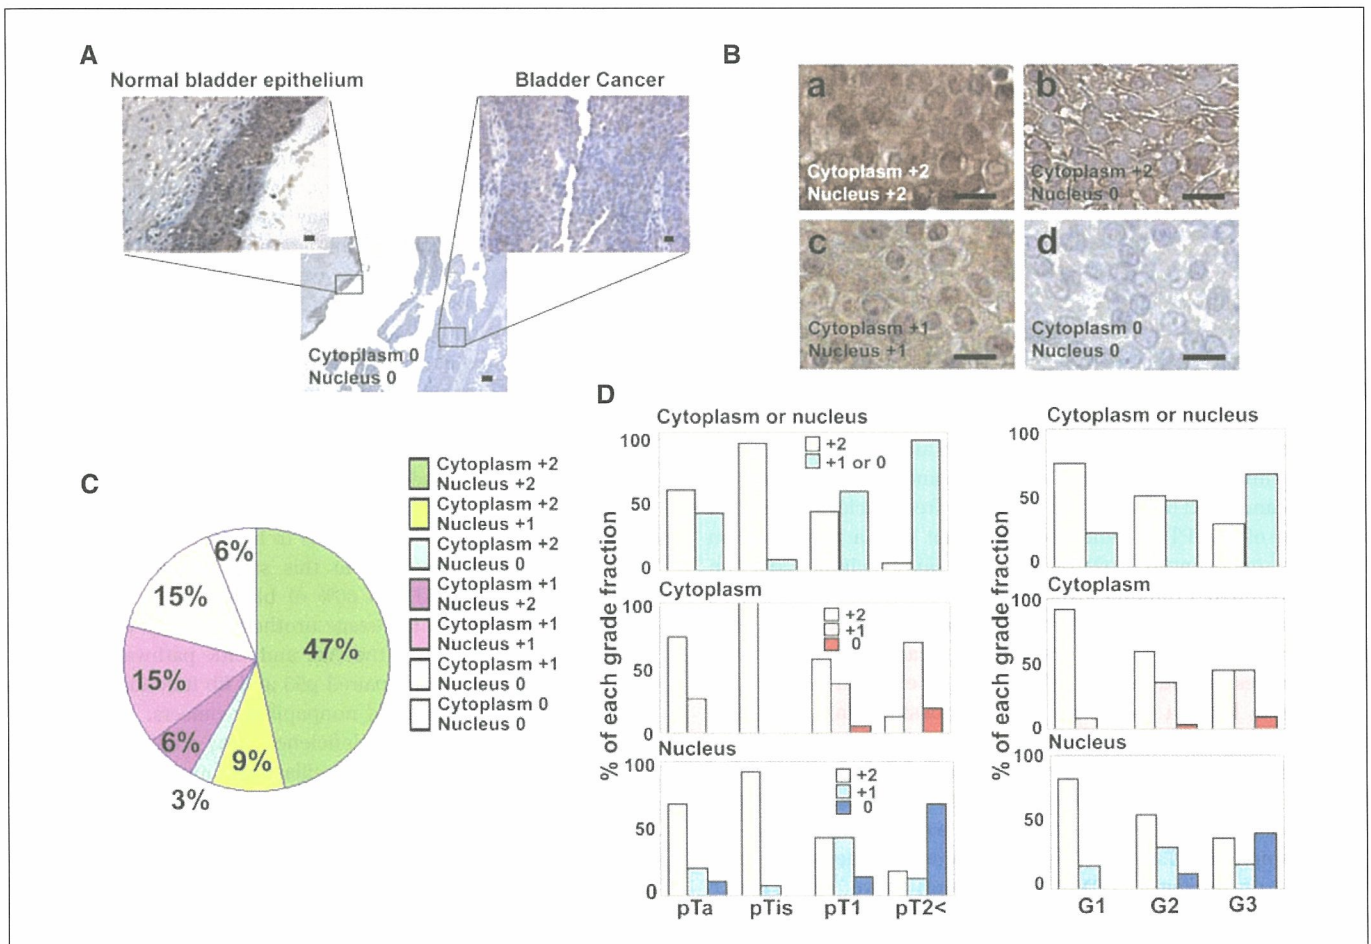 A
Normal bladder epithelium
Bladder Cancer
Cytoplasm 0
Nucleus 0
B
a
Cytoplasm +2
Nucleus +2
b
Cytoplasm +2
Nucleus 0
c
Cytoplasm +1
Nucleus +1
d
Cytoplasm 0
Nucleus 0
C
6%
15%
47%
15%
6%
9%
3%
Cytoplasm +2
Nucleus +2
Cytoplasm +2
Nucleus +1
Cytoplasm +2
Nucleus 0
Cytoplasm +1
Nucleus +2
Cytoplasm +1
Nucleus +1
Cytoplasm +1
Nucleus 0
Cytoplasm 0
Nucleus 0
D
% of each grade fraction
Cytoplasm or nucleus
100
50
0
+2
+1 or 0
Cytoplasm
100
50
0
+2
+1
0
Nucleus
100
50
0
+2
+1
0
pTa pTis pT1 pT2<
% of each grade fraction
Cytoplasm or nucleus
100
50
0
Cytoplasm
100
50
0
Nucleus
100
50
0
G1 G2 G3